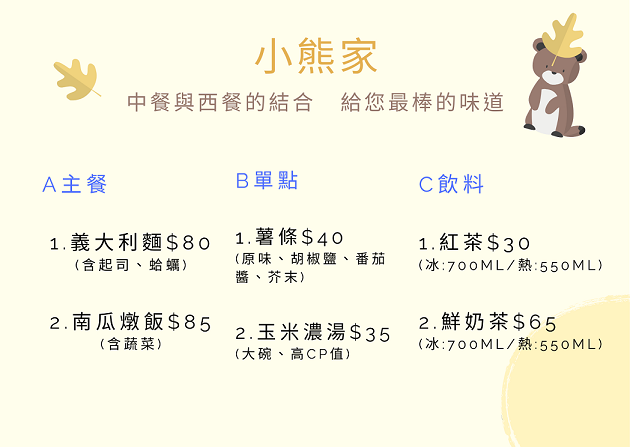 小熊家
中餐與西餐的結合　給您最棒的味道
A主餐
1.義大利麵$80
(含起司、蛤蠣)
2.南瓜燉飯$85
(含蔬菜)
B單點
1.薯條$40
(原味、胡椒鹽、番茄
醬、芥末)
2.玉米濃湯$35
(大碗、高CP值)
C飲料
1.紅茶$30
(冰:700ML/熱:550ML)
2.鮮奶茶$65
(冰:700ML/熱:550ML)